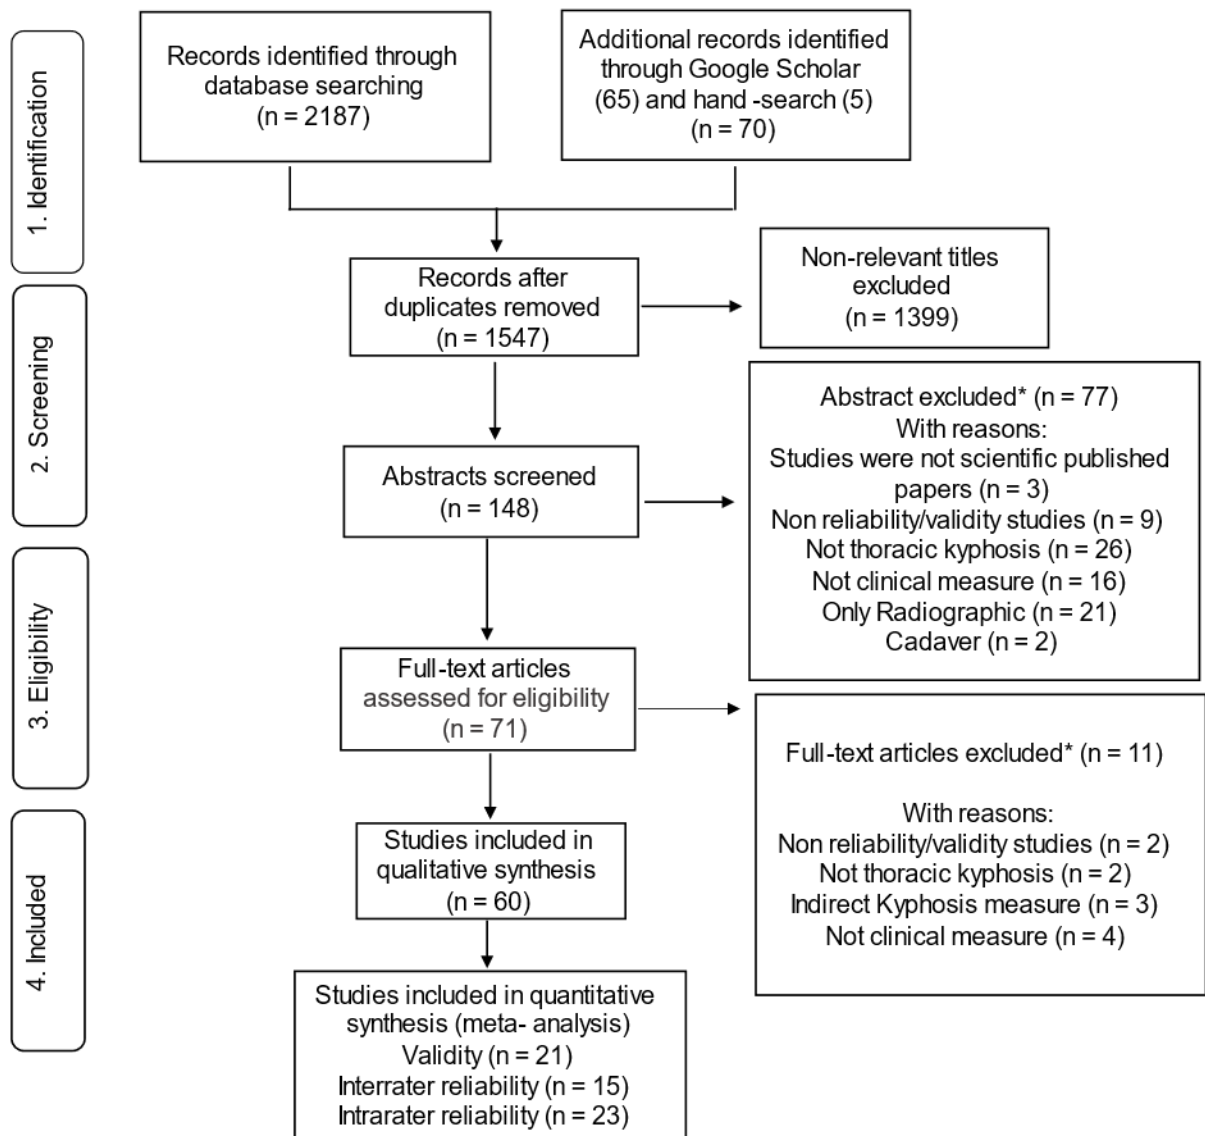 1. Identification
Records identified through
database searching
(n = 2187)
Additional records identified
through Google Scholar
(65) and hand -search (5)
(n = 70)
Records after
duplicates removed
(n = 1547)
Non-relevant titles
excluded
(n = 1399)
2. Screening
Abstracts screened
(n = 148)
Abstract excluded* (n = 77)
With reasons:
Studies were not scientific published
papers (n = 3)
Non reliability/validity studies (n = 9)
Not thoracic kyphosis (n = 26)
Not clinical measure (n = 16)
Only Radiographic (n = 21)
Cadaver (n = 2)
3. Eligibility
Full-text articles
assessed for eligibility
(n = 71)
Full-text articles excluded* (n = 11)
With reasons:
Non reliability/validity studies (n = 2)
Not thoracic kyphosis (n = 2)
Indirect Kyphosis measure (n = 3)
Not clinical measure (n = 4)
4. Included
Studies included in
qualitative synthesis
(n = 60)
Studies included in quantitative
synthesis (meta- analysis)
Validity (n = 21)
Interrater reliability (n = 15)
Intrarater reliability (n = 23)